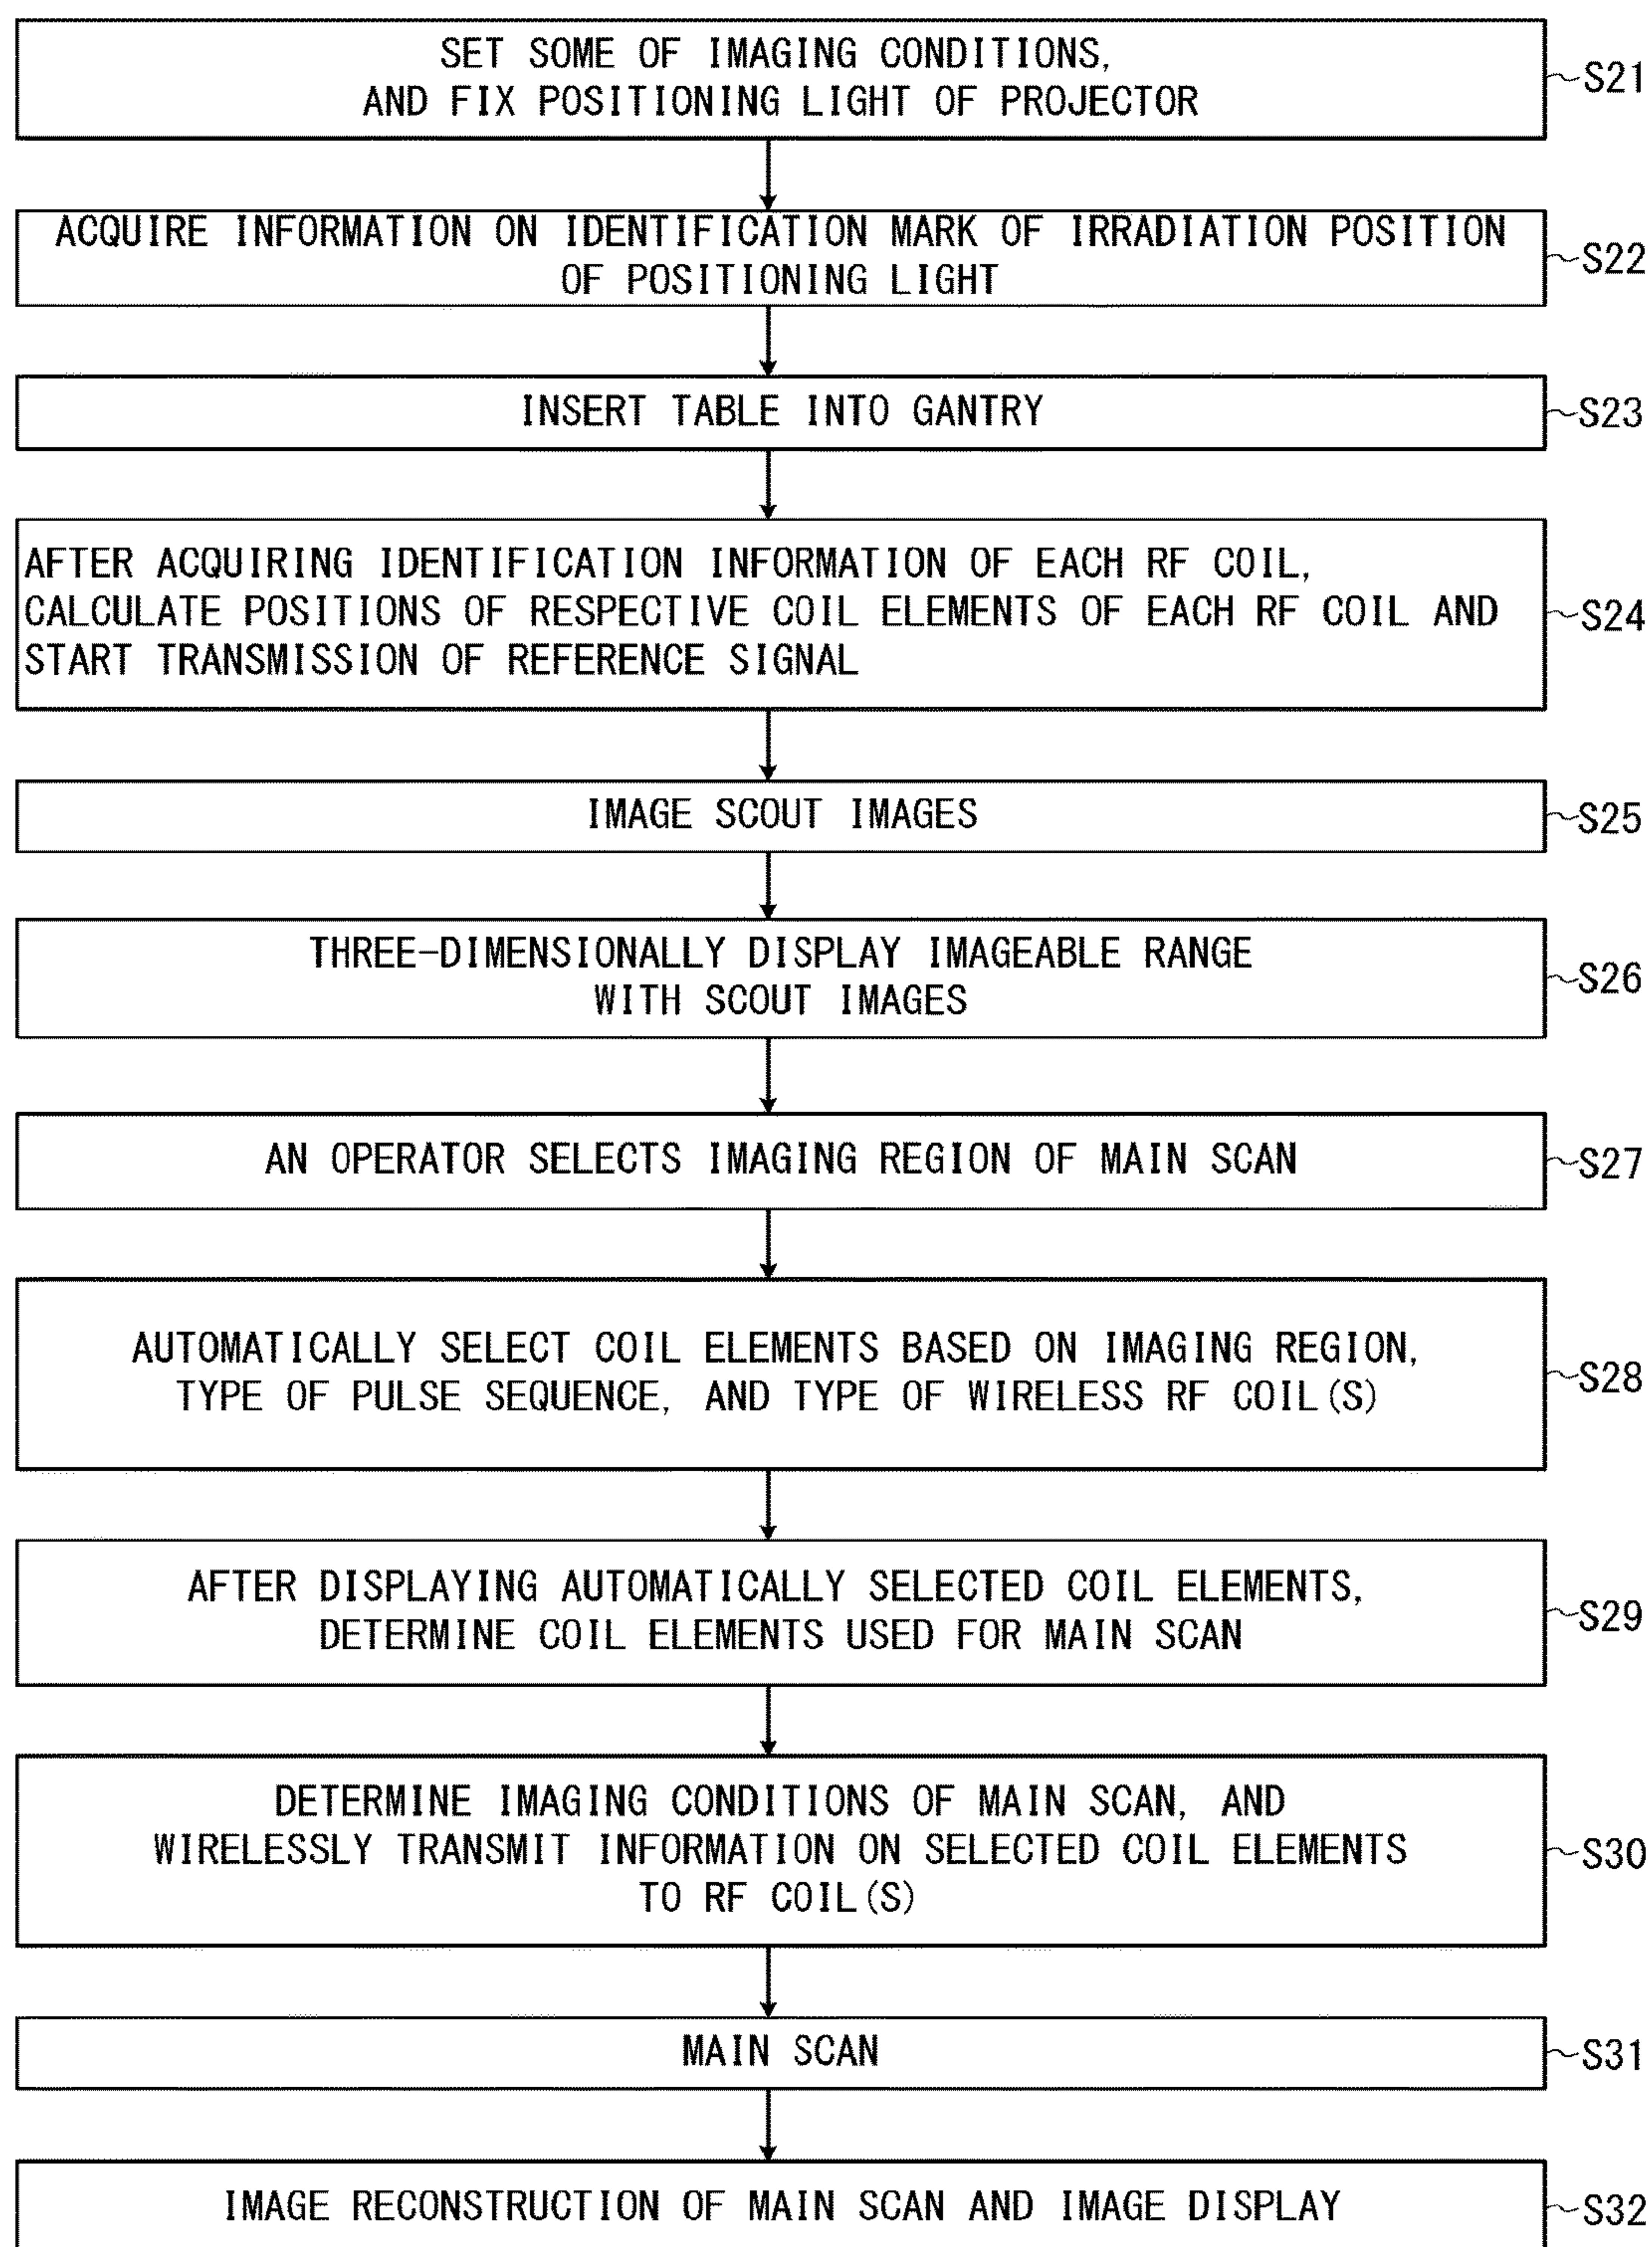 SET SOME OF IMAGING CONDITIONS,
AND FIX POSITIONING LIGHT OF PROJECTOR
S21
ACQUIRE INFORMATION ON IDENTIFICATION MARK OF IRRADIATION POSITION
OF POSITIONING LIGHT
S22
INSERT TABLE INTO GANTRY
S23
AFTER ACQUIRING IDENTIFICATION INFORMATION OF EACH RF COIL,
CALCULATE POSITIONS OF RESPECTIVE COIL ELEMENTS OF EACH RF COIL AND
START TRANSMISSION OF REFERENCE SIGNAL
S24
IMAGE SCOUT IMAGES
S25
THREE-DIMENSIONALLY DISPLAY IMAGEABLE RANGE
WITH SCOUT IMAGES
S26
AN OPERATOR SELECTS IMAGING REGION OF MAIN SCAN
S27
AUTOMATICALLY SELECT COIL ELEMENTS BASED ON IMAGING REGION,
TYPE OF PULSE SEQUENCE, AND TYPE OF WIRELESS RF COIL(S)
S28
AFTER DISPLAYING AUTOMATICALLY SELECTED COIL ELEMENTS,
DETERMINE COIL ELEMENTS USED FOR MAIN SCAN
S29
DETERMINE IMAGING CONDITIONS OF MAIN SCAN, AND
WIRELESSLY TRANSMIT INFORMATION ON SELECTED COIL ELEMENTS
TO RF COIL(S)
S30
MAIN SCAN
S31
IMAGE RECONSTRUCTION OF MAIN SCAN AND IMAGE DISPLAY
S32